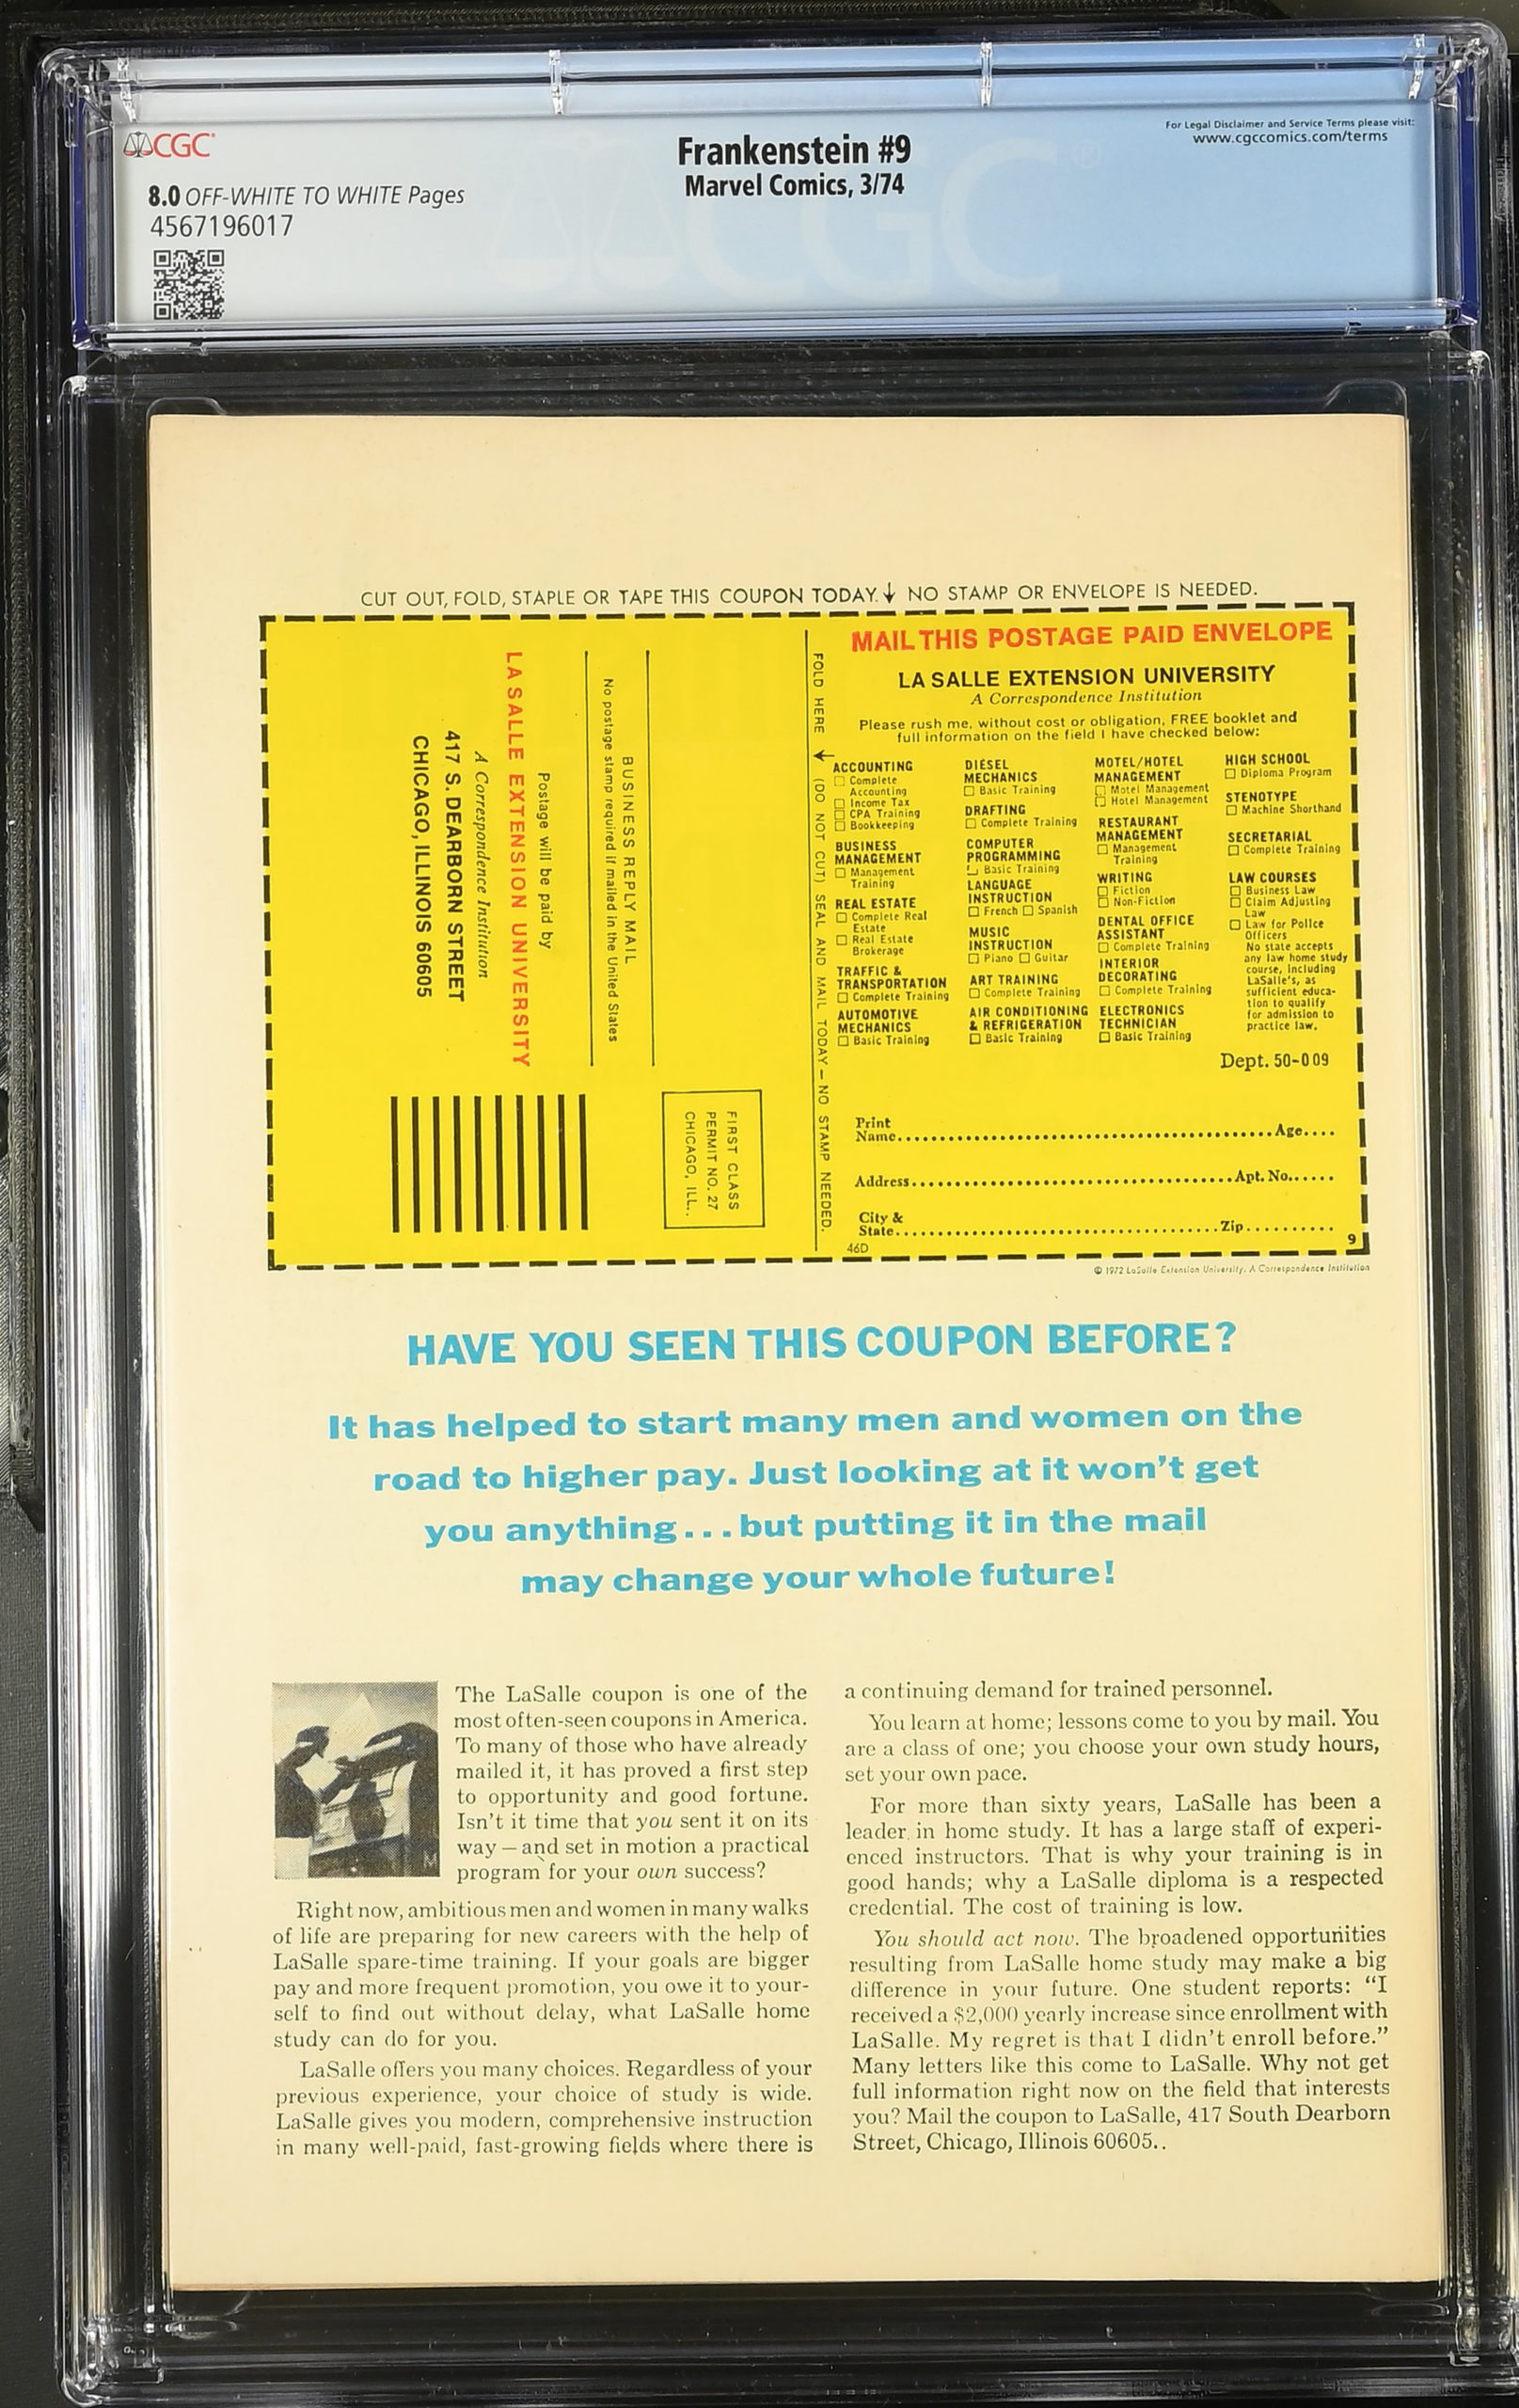 CGC
8.0 OFF-WHITE TO WHITE Pages
4567196017
Frankenstein #9
Marvel Comics, 3/74
For Legal Disclaimer and Service Terms please visit:
www.cgccomics.com/terms
CUT OUT, FOLD, STAPLE OR TAPE THIS COUPON TODAY. ↓ NO STAMP OR ENVELOPE IS NEEDED.
FIRST CLASS
PERMIT NO. 27
CHICAGO, ILL.
BUSINESS REPLY MAIL
No postage stamp required if mailed in the United States
Postage will be paid by
LA SALLE EXTENSION UNIVERSITY
A Correspondence Institution
417 S. DEARBORN STREET
CHICAGO, ILLINOIS 60605
FOLD HERE ↓ (DO NOT CUT) SEAL AND MAIL TODAY – NO STAMP NEEDED.
MAIL THIS POSTAGE PAID ENVELOPE
LA SALLE EXTENSION UNIVERSITY
A Correspondence Institution
Please rush me, without cost or obligation, FREE booklet and
full information on the field I have checked below:
ACCOUNTING
☐ Complete
Accounting
☐ Income Tax
☐ CPA Training
☐ Bookkeeping
BUSINESS
MANAGEMENT
☐ Management
Training
REAL ESTATE
☐ Complete Real
Estate
☐ Real Estate
Brokerage
TRAFFIC &
TRANSPORTATION
☐ Complete Training
AUTOMOTIVE
MECHANICS
☐ Basic Training
DIESEL
MECHANICS
☐ Basic Training
DRAFTING
☐ Complete Training
COMPUTER
PROGRAMMING
☐ Basic Training
LANGUAGE
INSTRUCTION
☐ French ☐ Spanish
MUSIC
INSTRUCTION
☐ Piano ☐ Guitar
ART TRAINING
☐ Complete Training
AIR CONDITIONING
& REFRIGERATION
☐ Basic Training
MOTEL/HOTEL
MANAGEMENT
☐ Motel Management
☐ Hotel Management
RESTAURANT
MANAGEMENT
☐ Management
Training
WRITING
☐ Fiction
☐ Non-Fiction
DENTAL OFFICE
ASSISTANT
☐ Complete Training
INTERIOR
DECORATING
☐ Complete Training
ELECTRONICS
TECHNICIAN
☐ Basic Training
HIGH SCHOOL
☐ Diploma Program
STENOTYPE
☐ Machine Shorthand
SECRETARIAL
☐ Complete Training
LAW COURSES
☐ Business Law
☐ Claim Adjusting
Law
☐ Law for Police
Officers
No state accepts
any law home study
course, including
LaSalle's, as
sufficient educa-
tion to qualify
for admission to
practice law.
Dept. 50-009
Print
Name.......... Age....
Address.......... Apt. No......
City &
State.......... Zip..........
46D
9
© 1972 LaSalle Extension University. A Correspondence Institution
HAVE YOU SEEN THIS COUPON BEFORE?
It has helped to start many men and women on the
road to higher pay. Just looking at it won't get
you anything...but putting it in the mail
may change your whole future!
The LaSalle coupon is one of the
most often-seen coupons in America.
To many of those who have already
mailed it, it has proved a first step
to opportunity and good fortune.
Isn't it time that you sent it on its
way – and set in motion a practical
program for your own success?
Right now, ambitious men and women in many walks
of life are preparing for new careers with the help of
LaSalle spare-time training. If your goals are bigger
pay and more frequent promotion, you owe it to your-
self to find out without delay, what LaSalle home
study can do for you.
LaSalle offers you many choices. Regardless of your
previous experience, your choice of study is wide.
LaSalle gives you modern, comprehensive instruction
in many well-paid, fast-growing fields where there is
a continuing demand for trained personnel.
You learn at home; lessons come to you by mail. You
are a class of one; you choose your own study hours,
set your own pace.
For more than sixty years, LaSalle has been a
leader in home study. It has a large staff of experi-
enced instructors. That is why your training is in
good hands; why a LaSalle diploma is a respected
credential. The cost of training is low.
You should act now. The broadened opportunities
resulting from LaSalle home study may make a big
difference in your future. One student reports: "I
received a $2,000 yearly increase since enrollment with
LaSalle. My regret is that I didn't enroll before."
Many letters like this come to LaSalle. Why not get
full information right now on the field that interests
you? Mail the coupon to LaSalle, 417 South Dearborn
Street, Chicago, Illinois 60605..